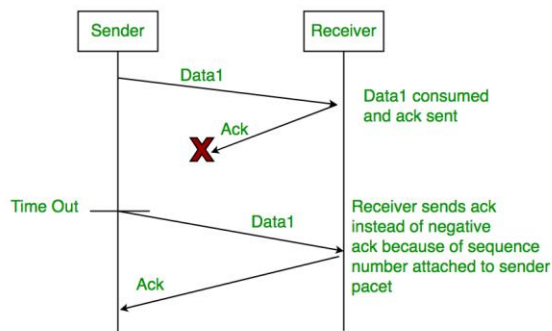 Sender
Receiver
Data1
Data1 consumed
and ack sent
Ack
X
Time Out
Data1
Receiver sends ack
instead of negative
ack because of sequence
number attached to sender
pacet
Ack